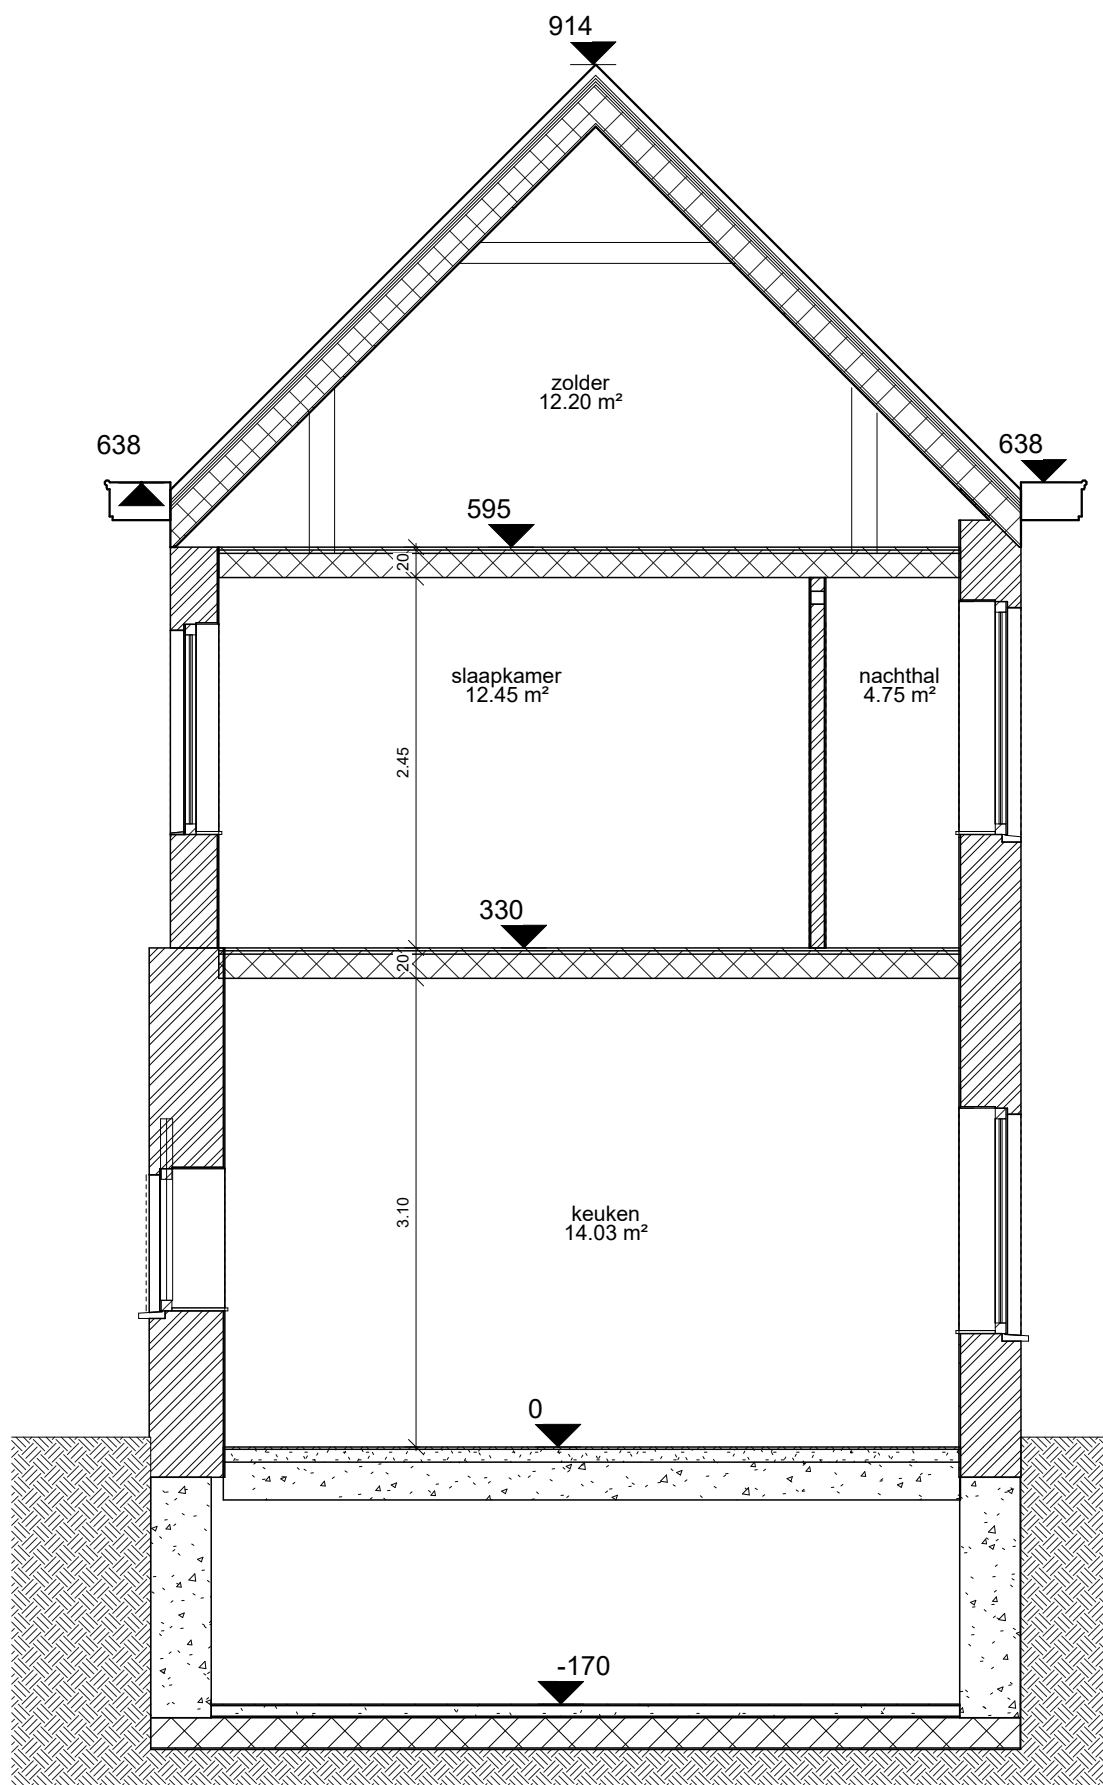 914
zolder
12.20 m²
638
638
595
20
slaapkamer
12.45 m²
nachthal
4.75 m²
2.45
330
20
keuken
14.03 m²
3.10
0
-170